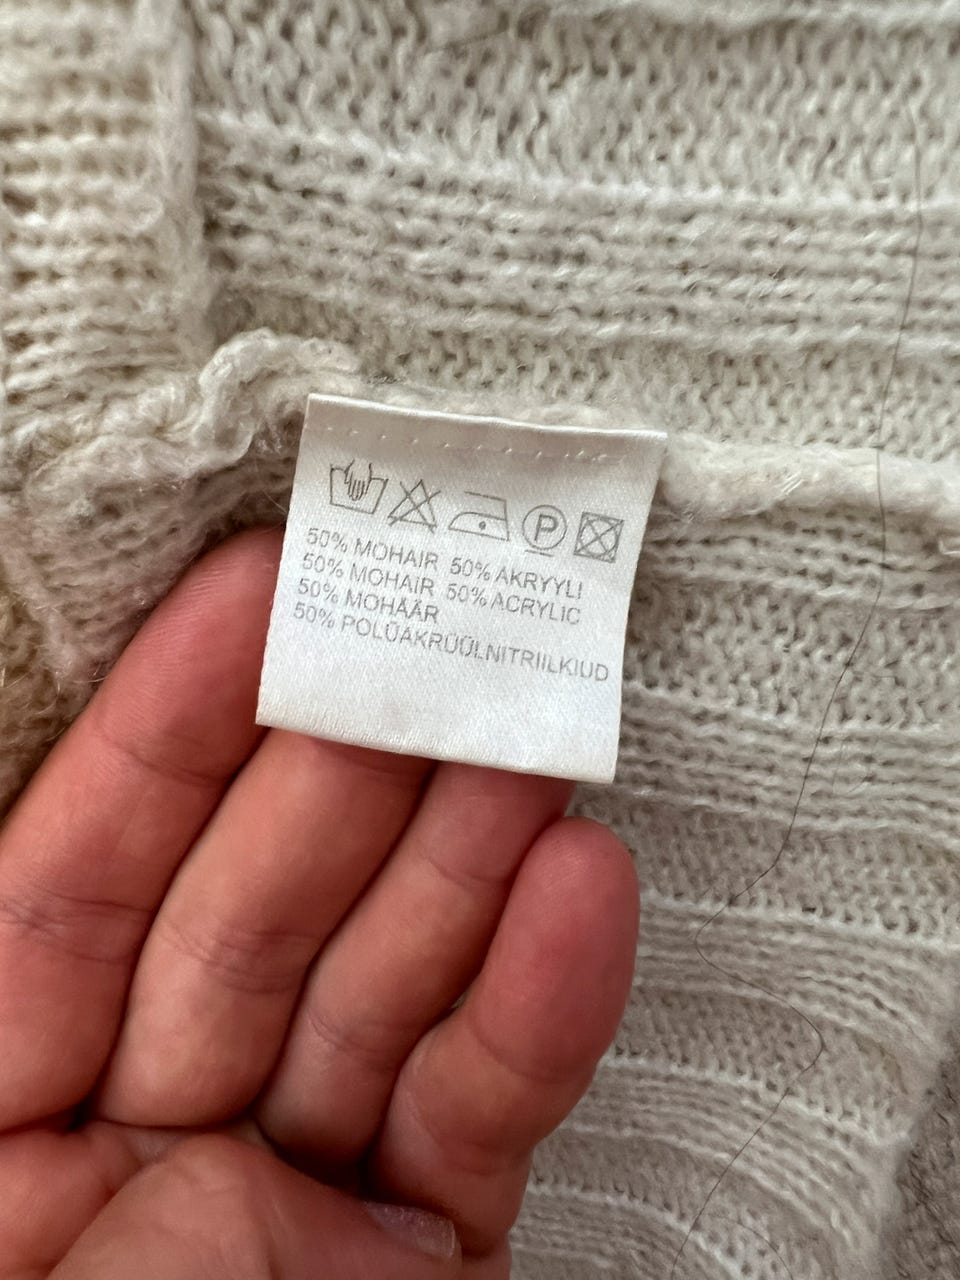 P
50% MOHAIR 50% AKRYYLI
50% MOHAIR 50% ACRYLIC
50% MOHÄÄR
50% POLÜAKRÜÜLNITRIILKIUD